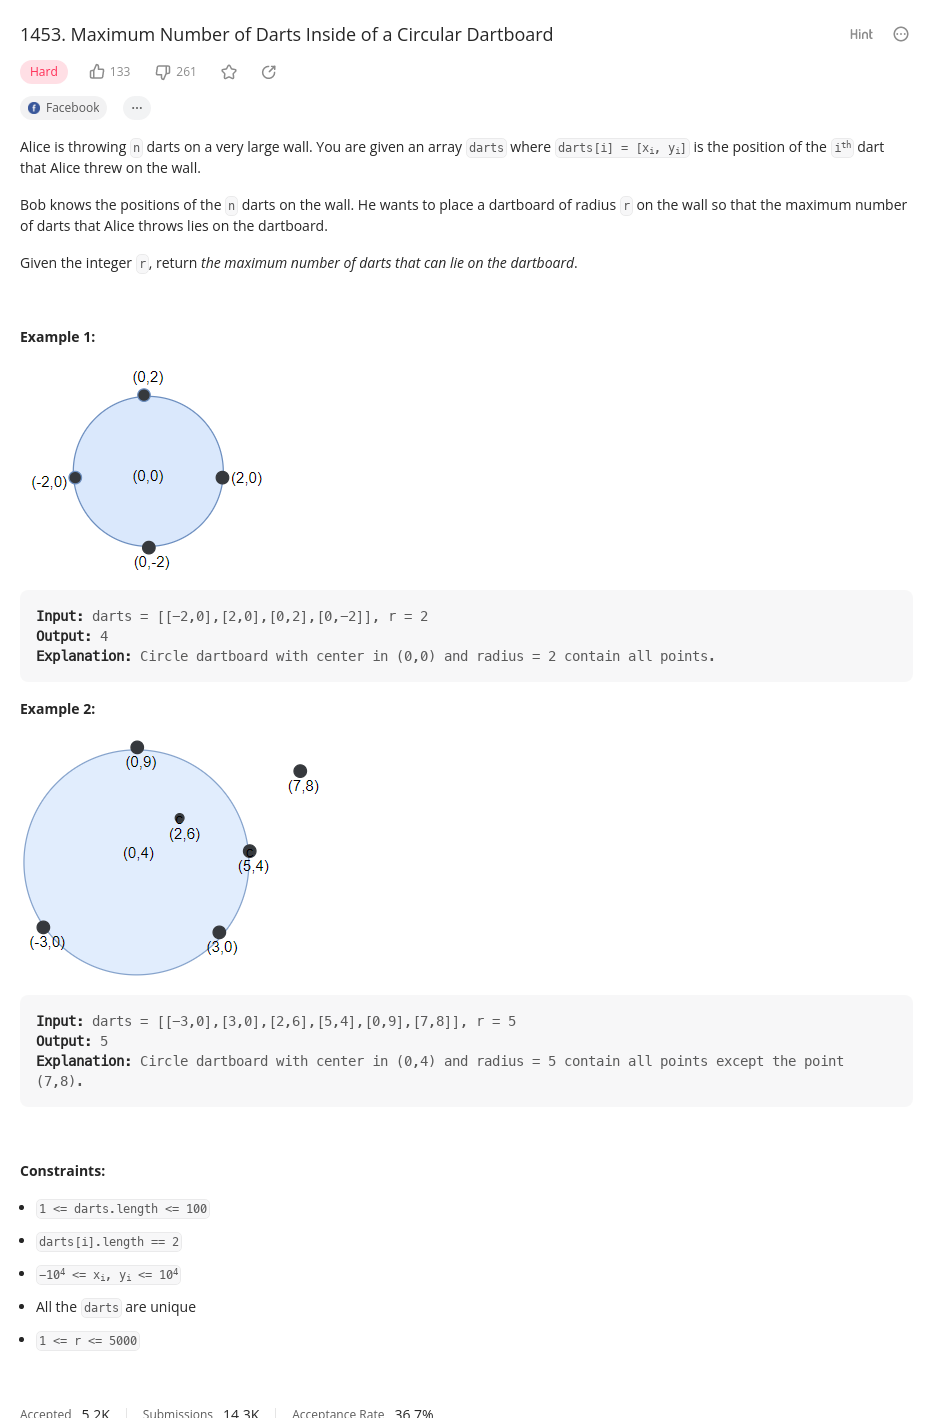 1453. Maximum Number of Darts Inside of a Circular Dartboard
Hint
Hard
133
261
Facebook
...
Alice is throwing n darts on a very large wall. You are given an array darts where darts[i] = [xi, yi] is the position of the ith dart
that Alice threw on the wall.
Bob knows the positions of the n darts on the wall. He wants to place a dartboard of radius r on the wall so that the maximum number
of darts that Alice throws lies on the dartboard.
Given the integer r, return the maximum number of darts that can lie on the dartboard.
Example 1:
(0,2)
(-2,0)
(0,0)
(2,0)
(0,-2)
Input: darts = [[−2,0],[2,0],[0,2],[0,−2]], r = 2
Output: 4
Explanation: Circle dartboard with center in (0,0) and radius = 2 contain all points.
Example 2:
(0,9)
(7,8)
(2,6)
(0,4)
(5,4)
(-3,0)
(3,0)
Input: darts = [[−3,0],[3,0],[2,6],[5,4],[0,9],[7,8]], r = 5
Output: 5
Explanation: Circle dartboard with center in (0,4) and radius = 5 contain all points except the point
(7,8).
Constraints:
• 1 <= darts.length <= 100
• darts[i].length == 2
• −10^4 <= xi, yi <= 10^4
• All the darts are unique
• 1 <= r <= 5000
Accepted 5.2K Submissions 14.3K Acceptance Rate 36.7%